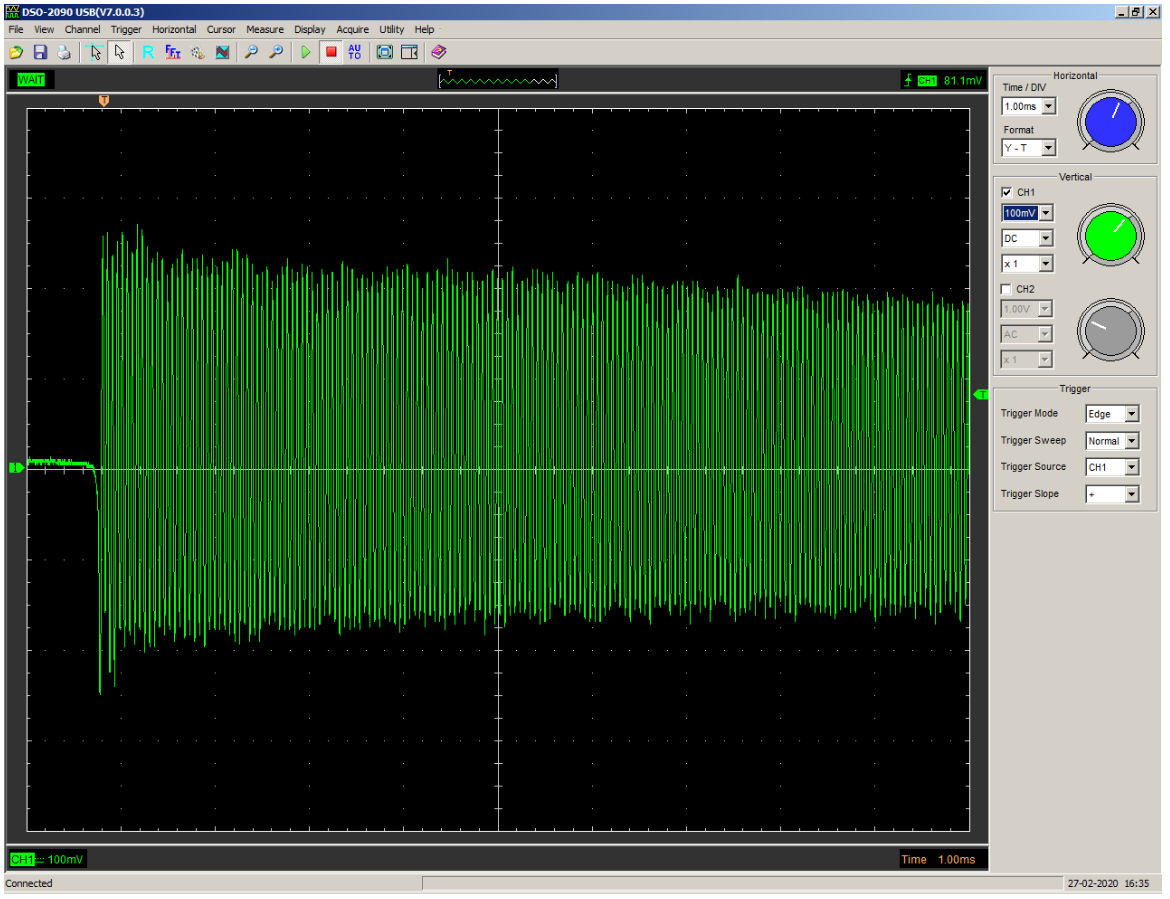 DSO-2090 USB(V7.0.0.3)
File View Channel Trigger Horizontal Cursor Measure Display Acquire Utility Help
R FFT AUTO
WAIT
T
CH1 81.1mV
T
1
T
Horizontal
Time / DIV
1.00ms
Format
Y - T
Vertical
CH1
100mV
DC
x 1
CH2
1.00V
AC
x 1
Trigger
Trigger Mode Edge
Trigger Sweep Normal
Trigger Source CH1
Trigger Slope +
CH1 100mV
Time 1.00ms
Connected
27-02-2020 16:35